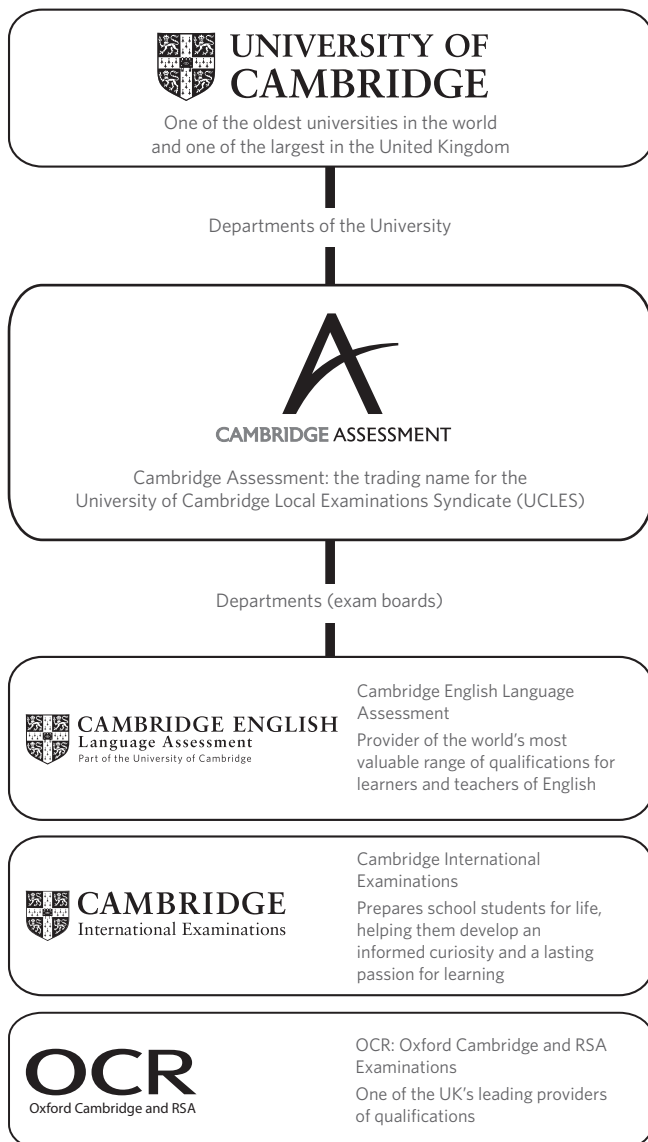 UNIVERSITY OF
CAMBRIDGE
One of the oldest universities in the world
and one of the largest in the United Kingdom
Departments of the University
CAMBRIDGE ASSESSMENT
Cambridge Assessment: the trading name for the
University of Cambridge Local Examinations Syndicate (UCLES)
Departments (exam boards)
CAMBRIDGE ENGLISH
Language Assessment
Part of the University of Cambridge
Cambridge English Language
Assessment
Provider of the world's most
valuable range of qualifications for
learners and teachers of English
CAMBRIDGE
International Examinations
Cambridge International
Examinations
Prepares school students for life,
helping them develop an
informed curiosity and a lasting
passion for learning
OCR
Oxford Cambridge and RSA
OCR: Oxford Cambridge and RSA
Examinations
One of the UK's leading providers
of qualifications